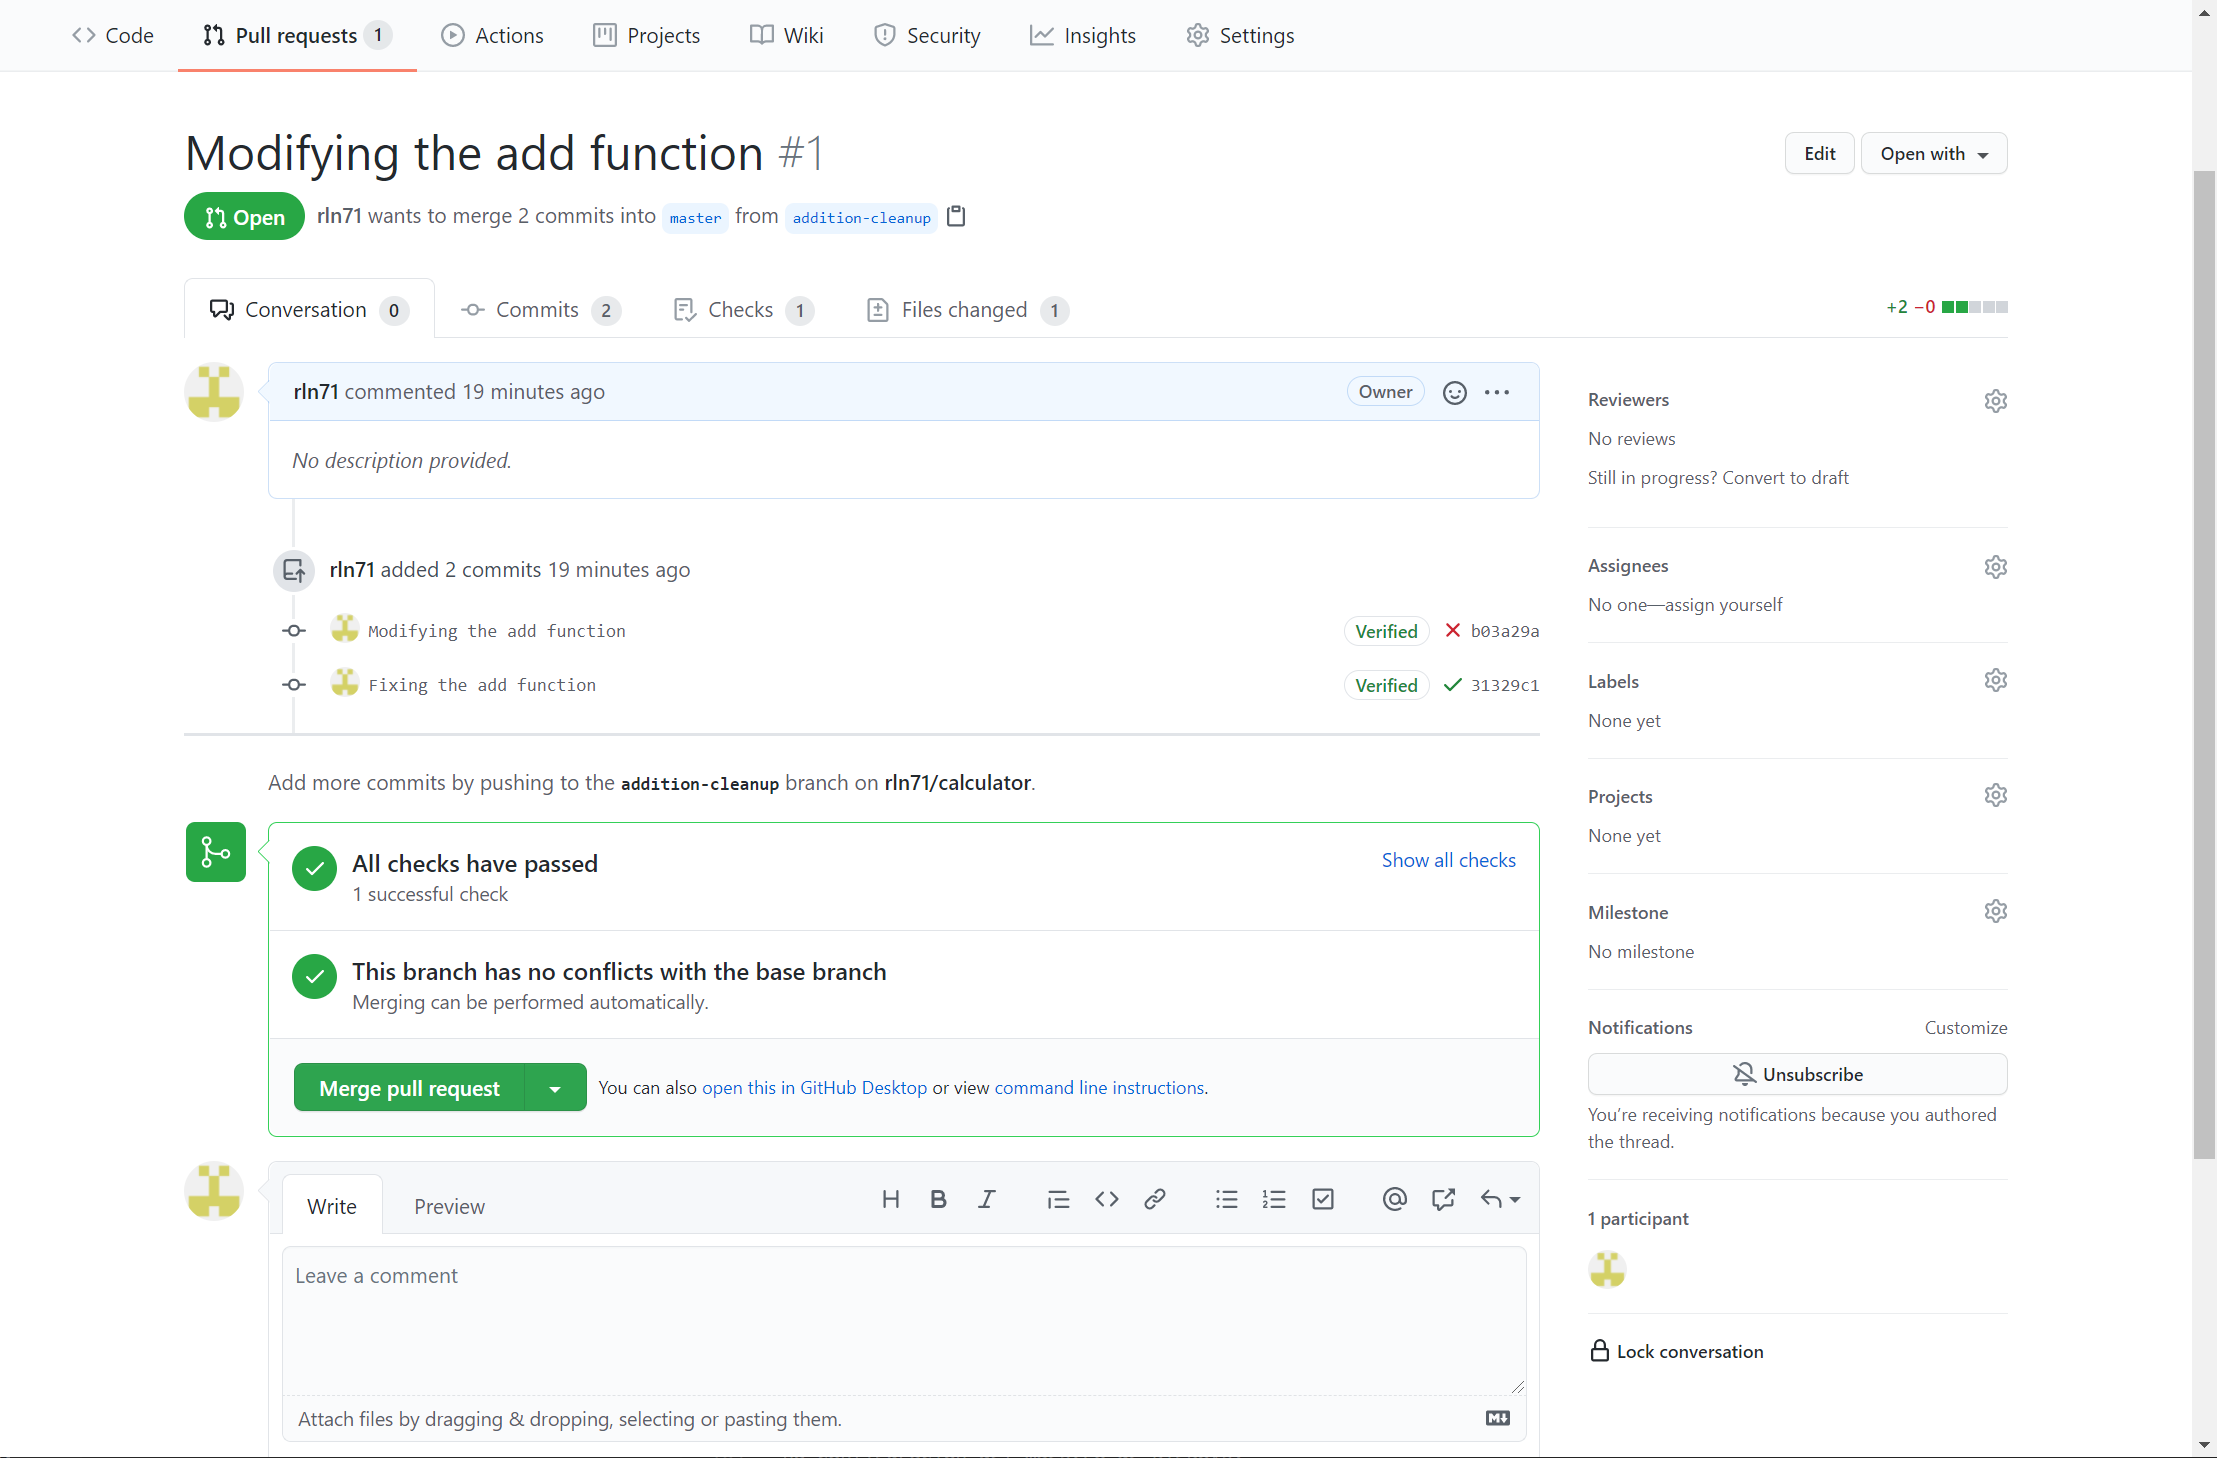 Code Pull requests 1 Actions Projects Wiki Security Insights Settings
Modifying the add function #1
Edit Open with
Open rln71 wants to merge 2 commits into master from addition-cleanup
Conversation 0 Commits 2 Checks 1 Files changed 1
+2 −0
rln71 commented 19 minutes ago Owner
No description provided.
rln71 added 2 commits 19 minutes ago
Modifying the add function Verified b03a29a
Fixing the add function Verified 31329c1
Add more commits by pushing to the addition-cleanup branch on rln71/calculator.
All checks have passed
1 successful check
Show all checks
This branch has no conflicts with the base branch
Merging can be performed automatically.
Merge pull request You can also open this in GitHub Desktop or view command line instructions.
Write Preview
Leave a comment
Attach files by dragging & dropping, selecting or pasting them.
Reviewers
No reviews
Still in progress? Convert to draft
Assignees
No one—assign yourself
Labels
None yet
Projects
None yet
Milestone
No milestone
Notifications Customize
Unsubscribe
You’re receiving notifications because you authored
the thread.
1 participant
Lock conversation